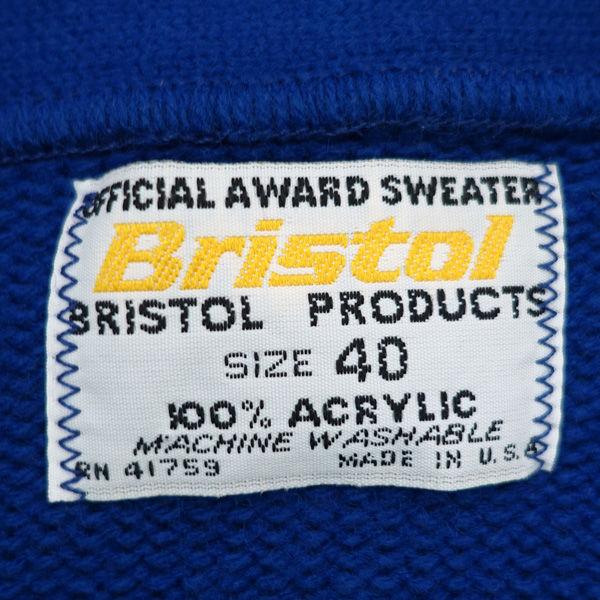 OFFICIAL AWARD SWEATER
Bristol
BRISTOL PRODUCTS
SIZE 40
100% ACRYLIC
MACHINE WASHABLE
RN 41759 MADE IN U.S.A